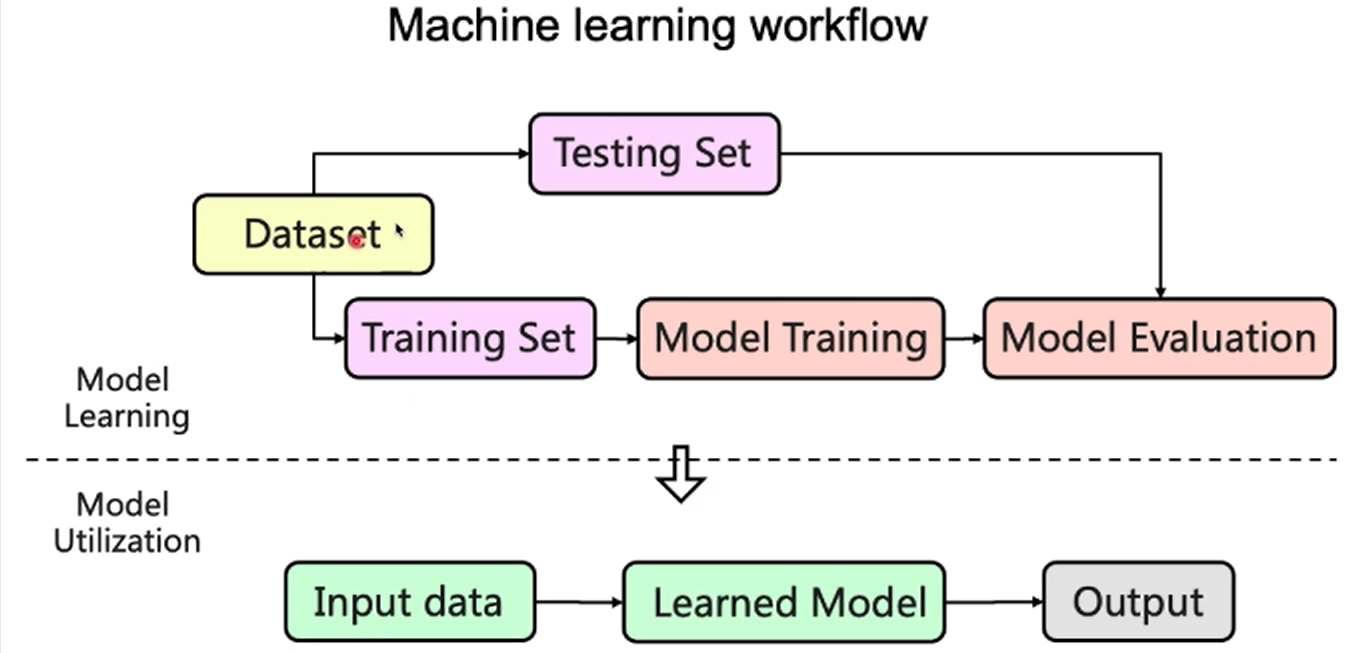 Machine learning workflow
Testing Set
Dataset
Training Set
Model Training
Model Evaluation
Model
Learning
Model
Utilization
Input data
Learned Model
Output